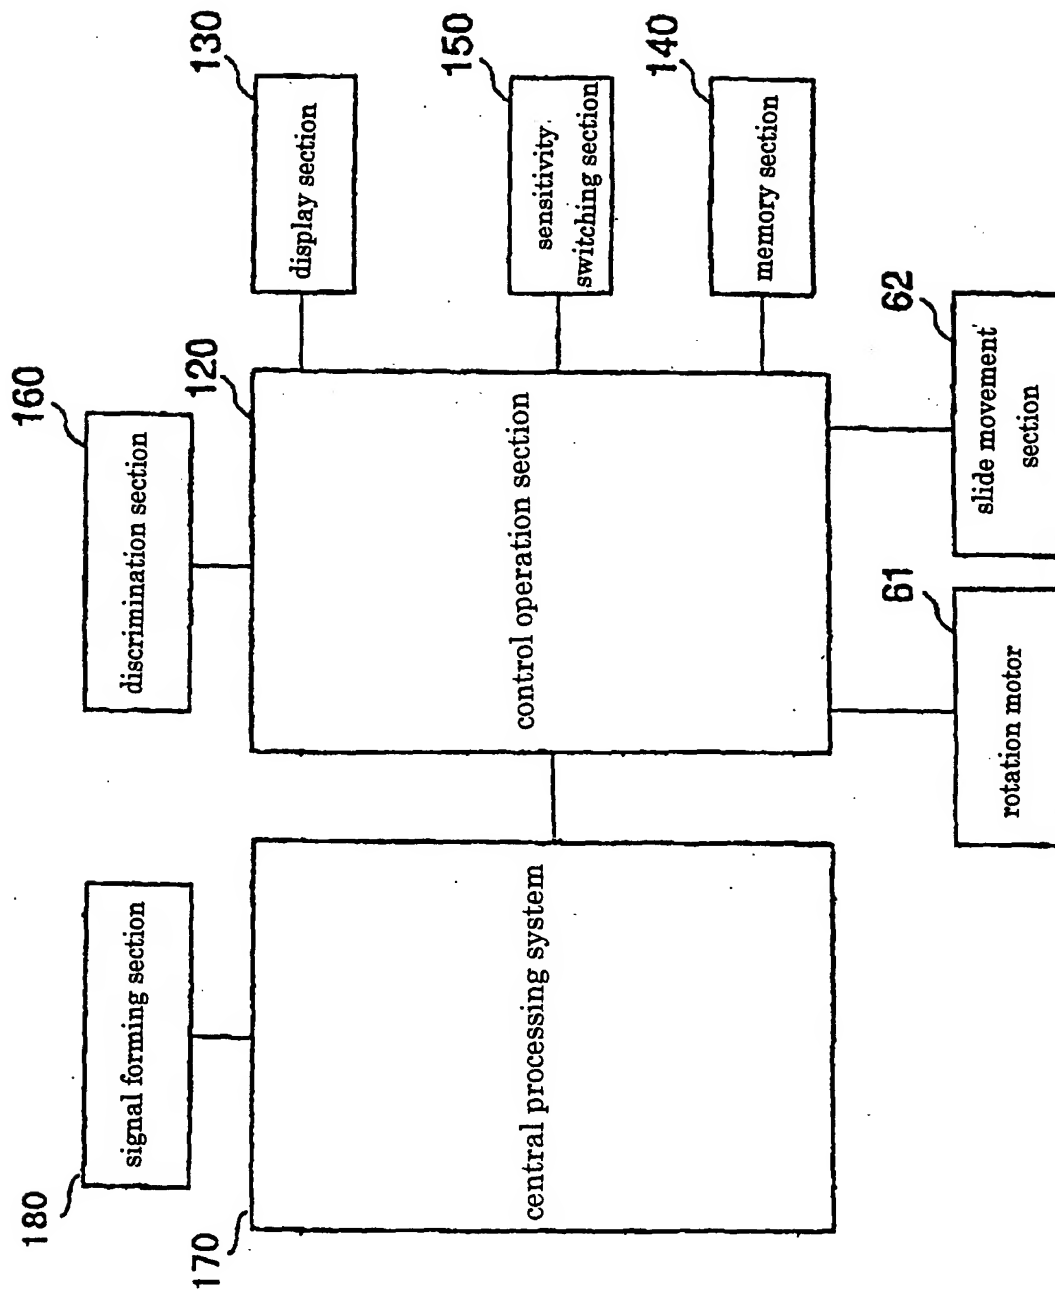 180
signal forming section
160
discrimination section
170
central processing system
120
control operation section
130
display section
150
sensitivity
switching section
140
memory section
61
rotation motor
62
slide movement
section